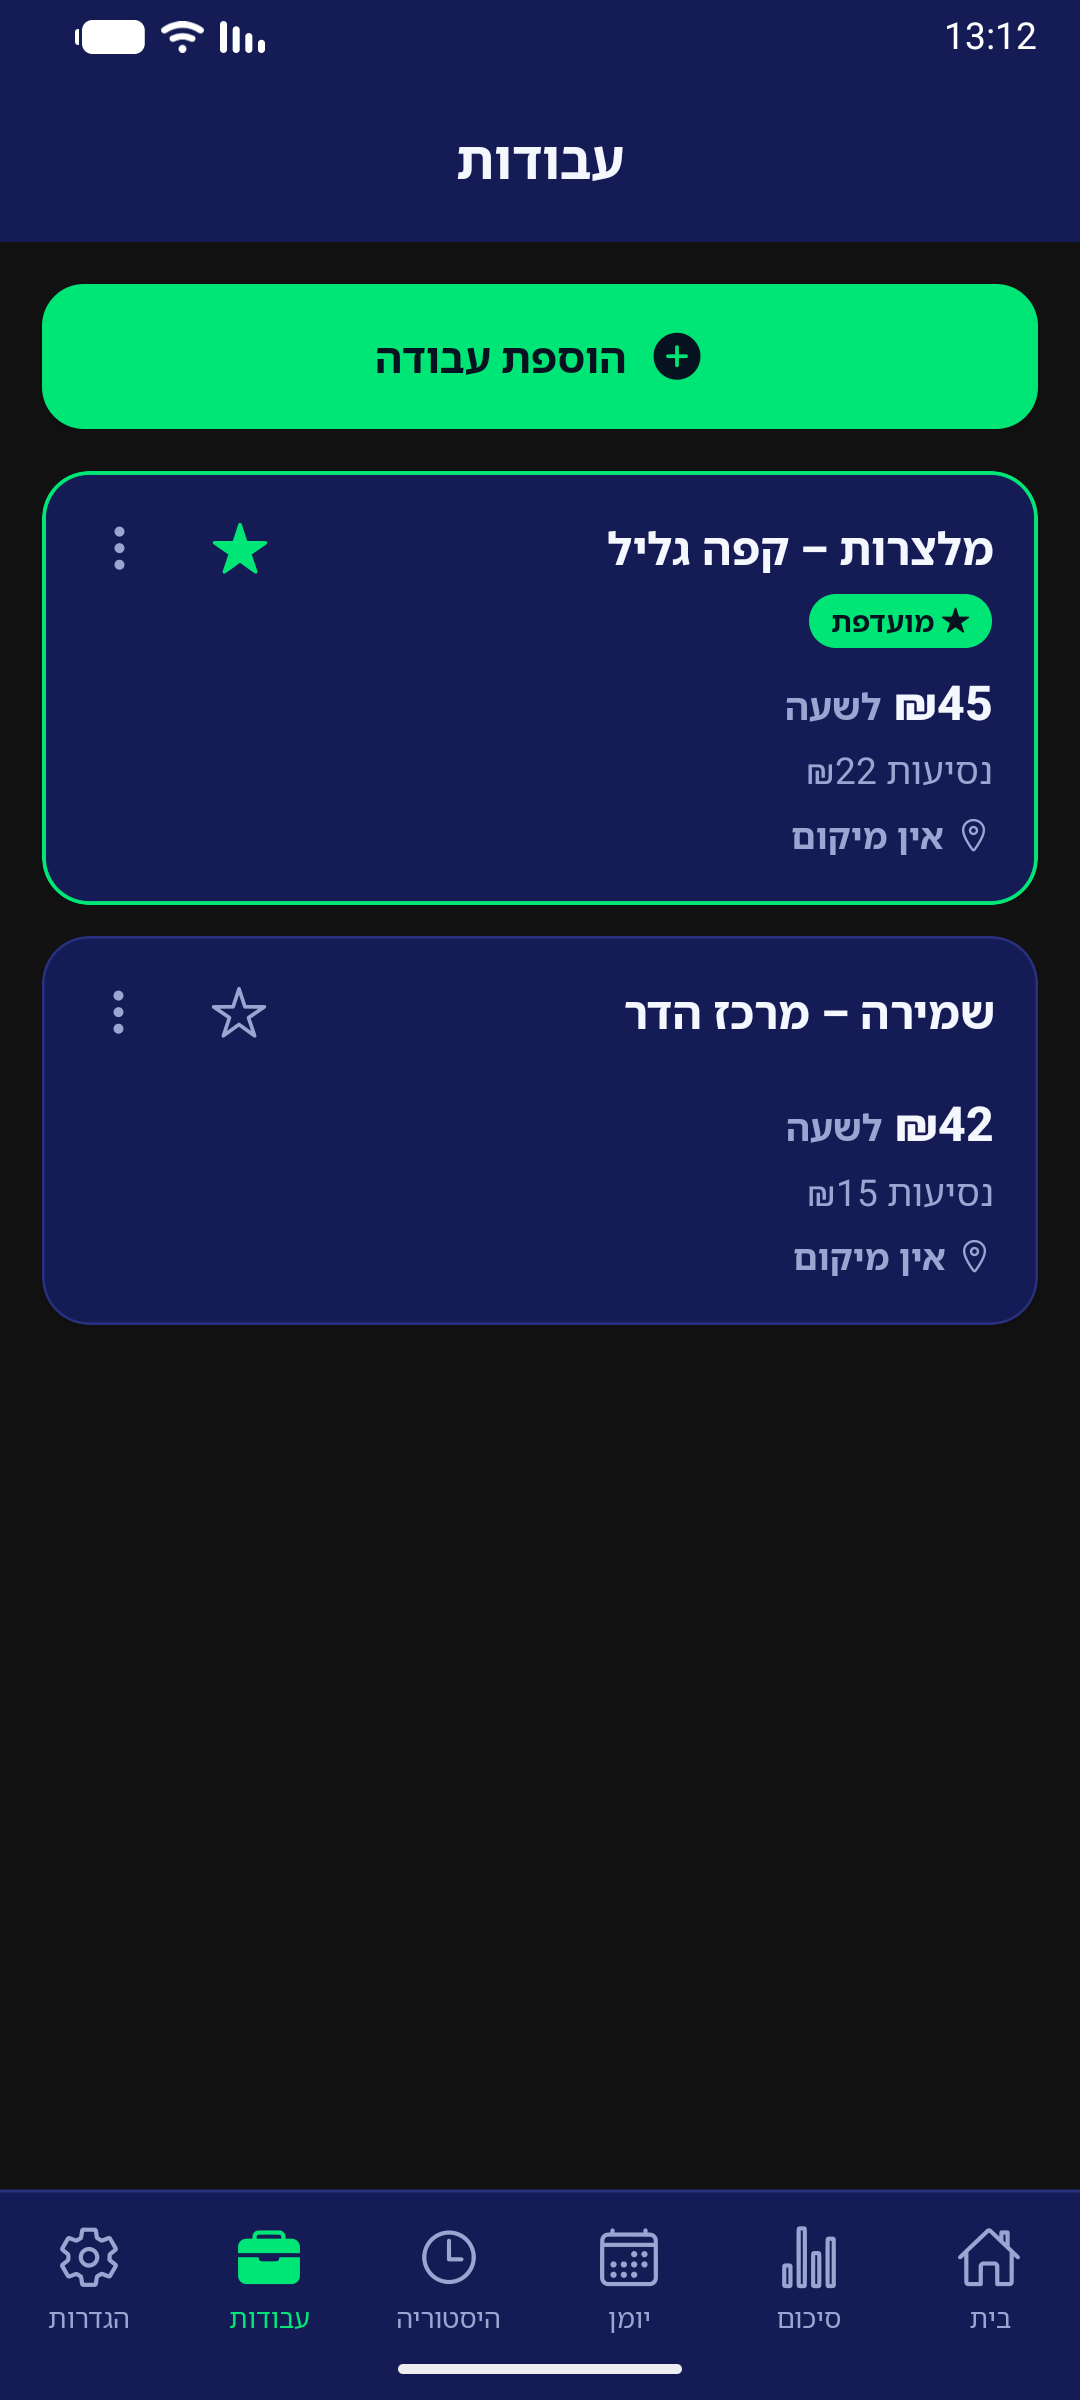 13:12
עבודות
הוספת עבודה
מלצרות – קפה גליל
מועדפת
₪45 לשעה
נסיעות ₪22
אין מיקום
שמירה – מרכז הדר
₪42 לשעה
נסיעות ₪15
אין מיקום
בית
סיכום
יומן
היסטוריה
עבודות
הגדרות